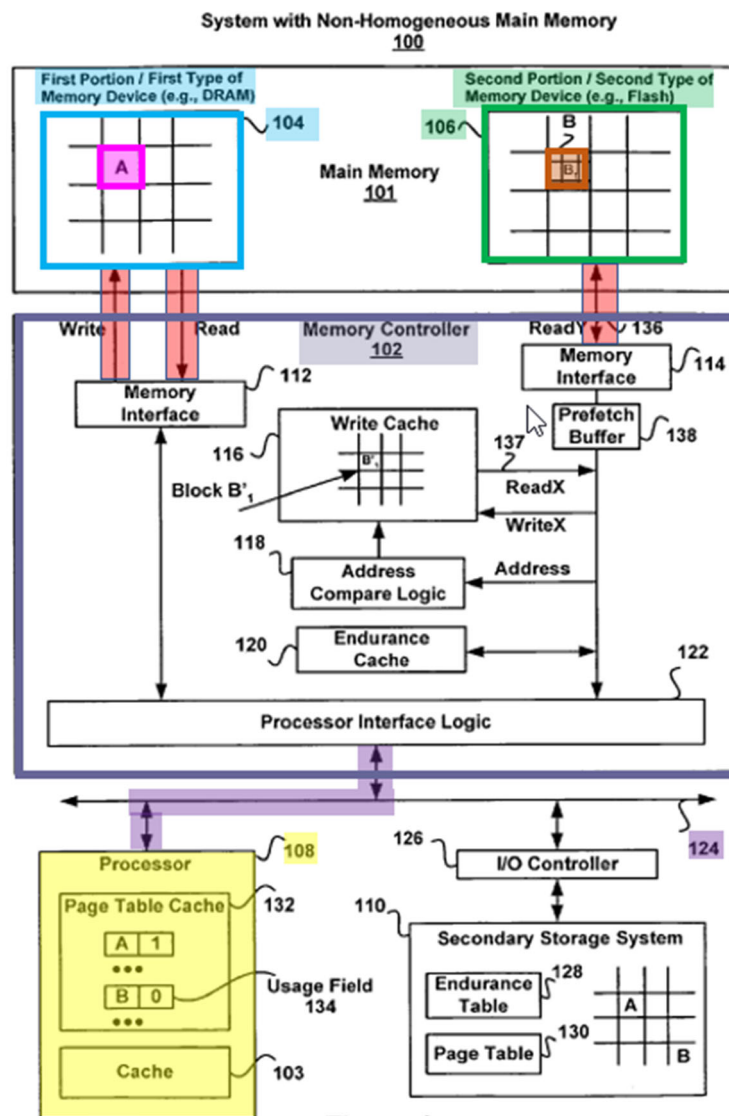 System with Non-Homogeneous Main Memory
100
First Portion / First Type of
Memory Device (e.g., DRAM)
Second Portion / Second Type of
Memory Device (e.g., Flash)
104
106
B
A
B₁
Main Memory
101
Write
Read
Memory Controller
102
ReadY
136
112
Memory
Interface
Memory
Interface
114
Write Cache
116
B'₁
Block B'₁
137
Prefetch
Buffer
138
ReadX
WriteX
118
Address
Compare Logic
Address
120
Endurance
Cache
122
Processor Interface Logic
108
Processor
126
I/O Controller
124
Page Table Cache
132
A 1
•••
B 0
•••
Usage Field
134
Cache
103
110
Secondary Storage System
Endurance
Table
128
Page Table
130
A
B